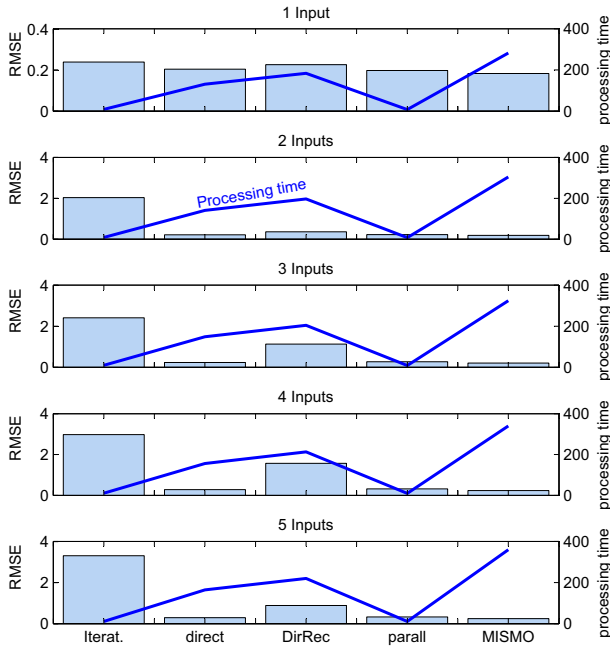 1 Input
0.4
0.2
0
RMSE
400
200
0
processing time
2 Inputs
4
2
0
RMSE
Processing time
400
200
0
processing time
3 Inputs
4
2
0
RMSE
400
200
0
processing time
4 Inputs
4
2
0
RMSE
400
200
0
processing time
5 Inputs
4
2
0
RMSE
400
200
0
processing time
Iterat. direct DirRec parall MISMO